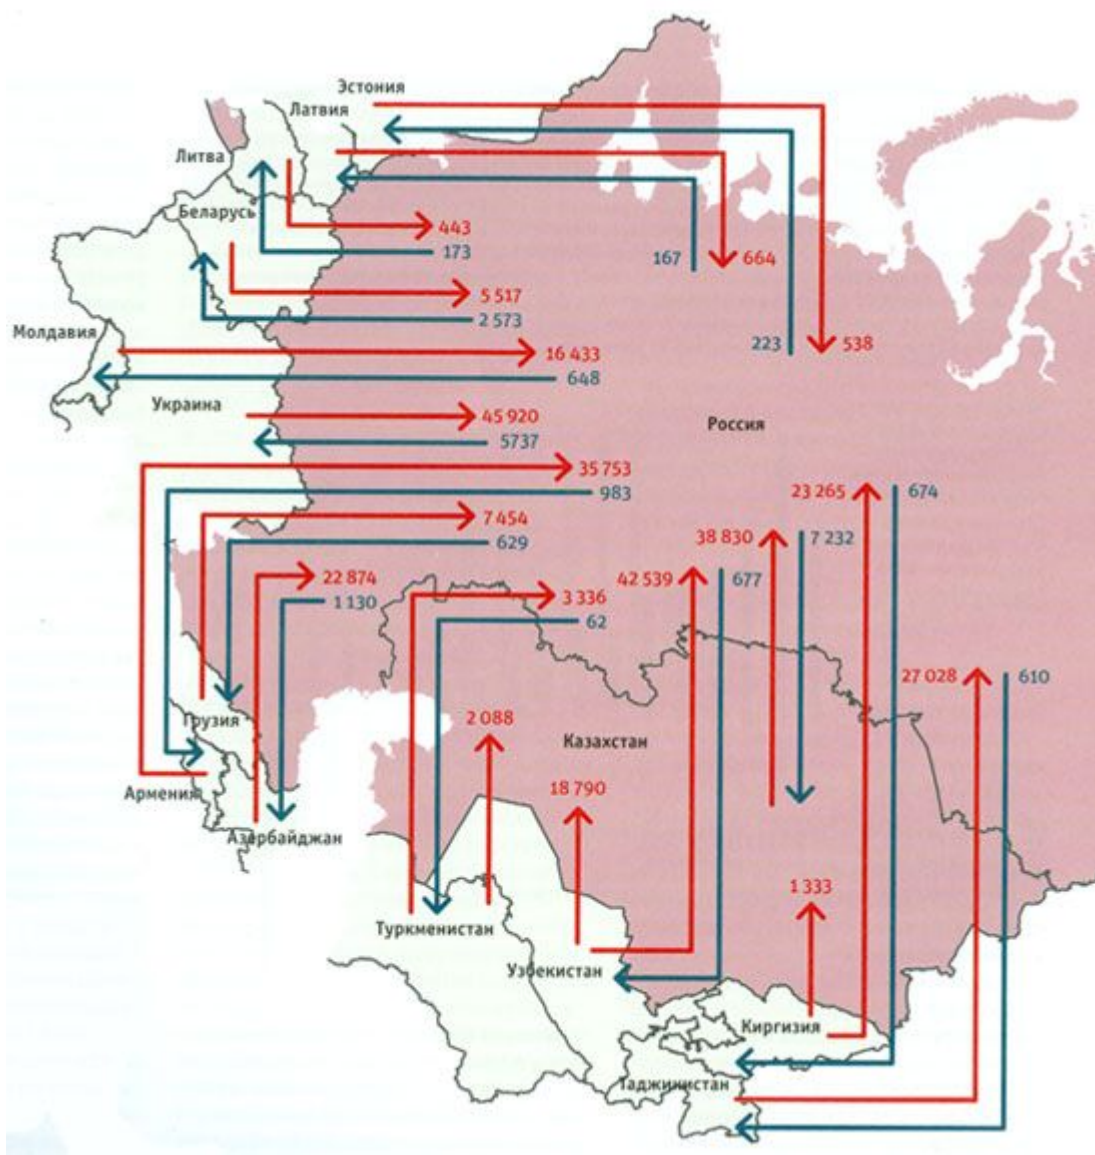 Эстония
Латвия
Литва
Беларусь
443
173
167
664
5 517
2 573
Молдавия
16 433
648
223
538
Украина
45 920
5737
Россия
35 753
983
23 265
674
7 454
629
38 830
7 232
22 874
1 130
42 539
677
3 336
62
27 028
610
Грузия
2 088
Казахстан
Армения
18 790
Азербайджан
1 333
Туркменистан
Узбекистан
Киргизия
Таджикистан